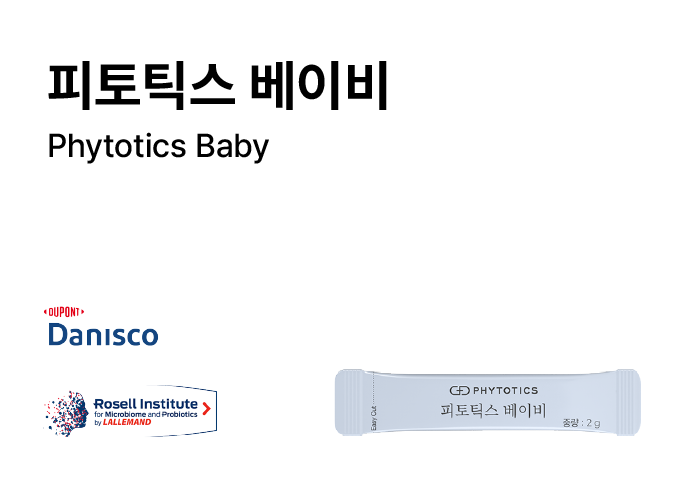 피토틱스 베이비
Phytotics Baby
DUPONT
Danisco
Rosell Institute
for Microbiome and Probiotics
by LALLEMAND
PHYTOTICS
피토틱스 베이비
Easy Cut
중량 : 2 g